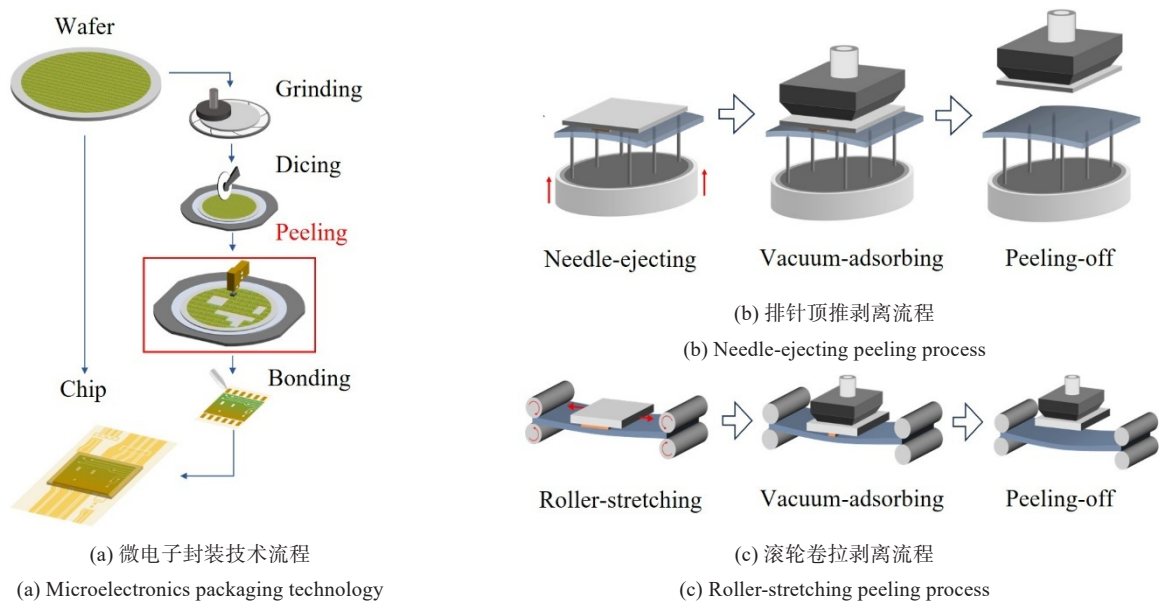 Wafer
Grinding
Dicing
Peeling
Bonding
Chip
(a) 微电子封装技术流程
(a) Microelectronics packaging technology
Needle-ejecting
Vacuum-adsorbing
Peeling-off
(b) 排针顶推剥离流程
(b) Needle-ejecting peeling process
Roller-stretching
Vacuum-adsorbing
Peeling-off
(c) 滚轮卷拉剥离流程
(c) Roller-stretching peeling process